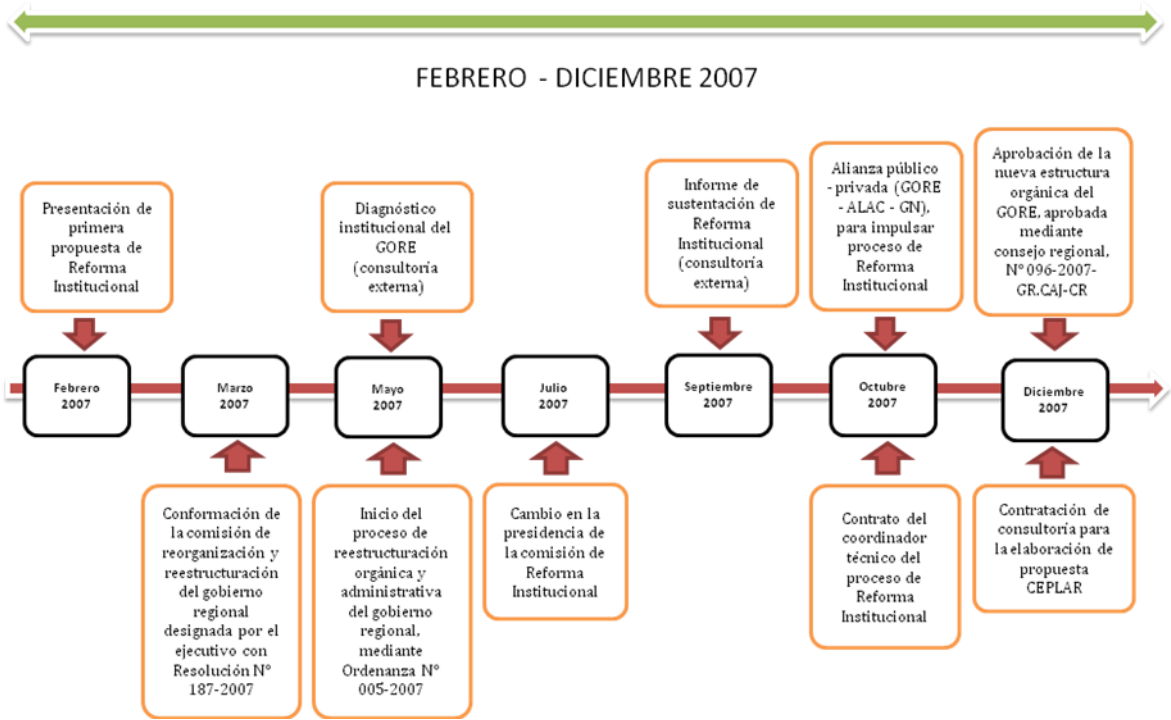 FEBRERO - DICIEMBRE 2007
Presentación de
primera
propuesta de
Reforma
Institucional
Diagnóstico
institucional del
GORE
(consultoría
externa)
Informe de
sustentación de
Reforma
Institucional
(consultoría
externa)
Alianza público
- privada (GORE
- ALAC - GN),
para impulsar
proceso de
Reforma
Institucional
Aprobación de la
nueva estructura
orgánica del
GORE, aprobada
mediante
consejo regional,
N° 096-2007-
GR.CAJ-CR
Febrero
2007
Marzo
2007
Mayo
2007
Julio
2007
Septiembre
2007
Octubre
2007
Diciembre
2007
Conformación de
la comisión de
reorganización y
reestructuración
del gobierno
regional
designada por el
ejecutivo con
Resolución N°
187-2007
Inicio del
proceso de
reestructuración
orgánica y
administrativa
del gobierno
regional,
mediante
Ordenanza N°
005-2007
Cambio en la
presidencia de
la comisión de
Reforma
Institucional
Contrato del
coordinador
técnico del
proceso de
Reforma
Institucional
Contratación de
consultoría para
la elaboración de
propuesta
CEPLAR